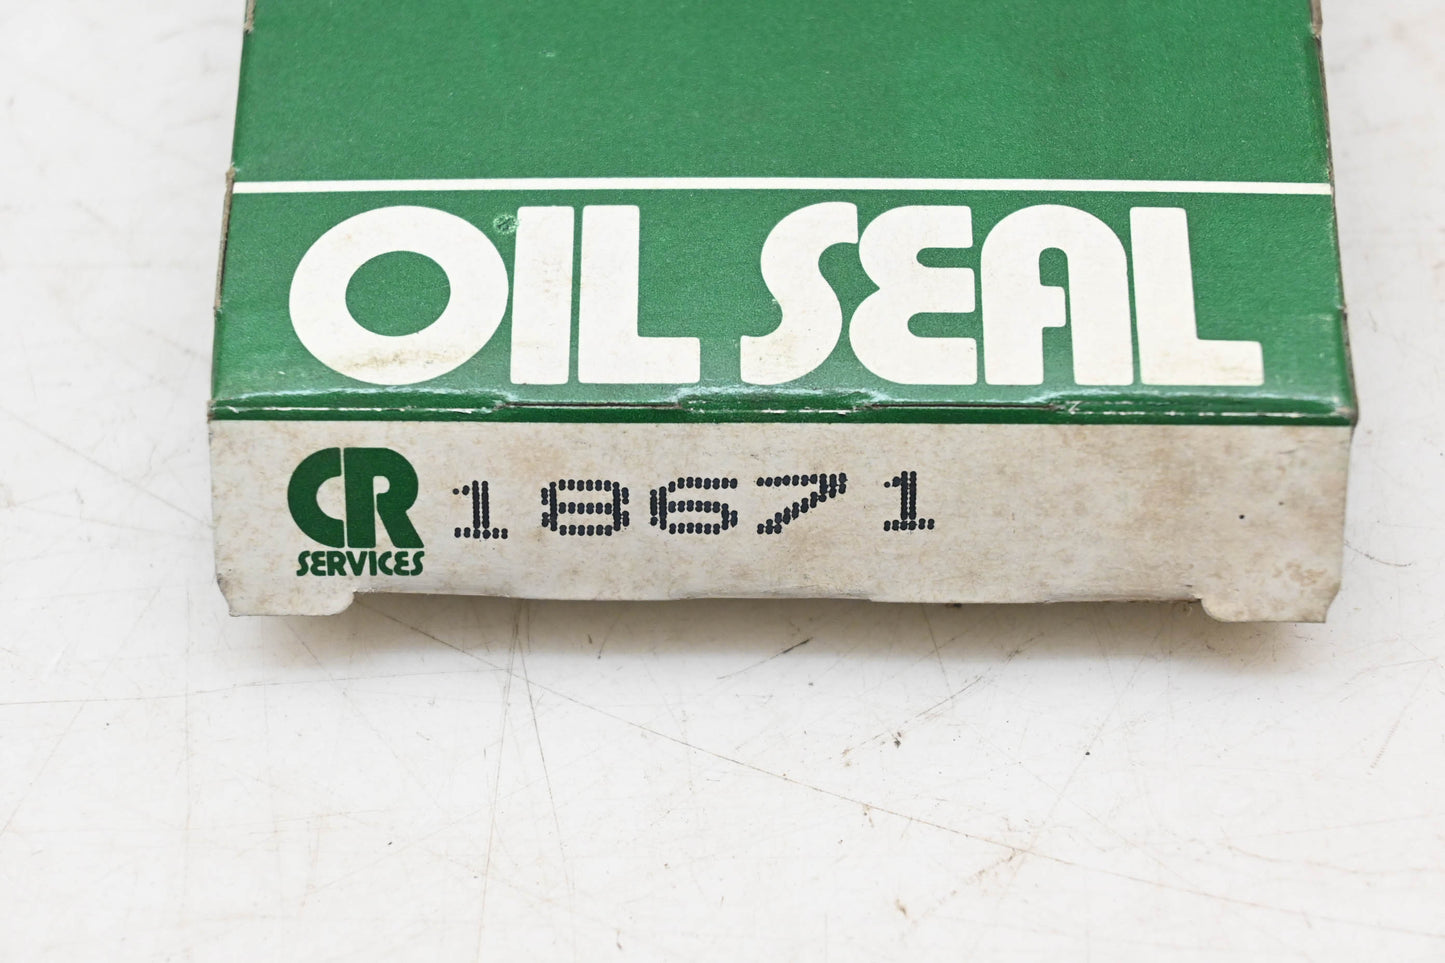 OIL SEAL
CR 18671
SERVICES